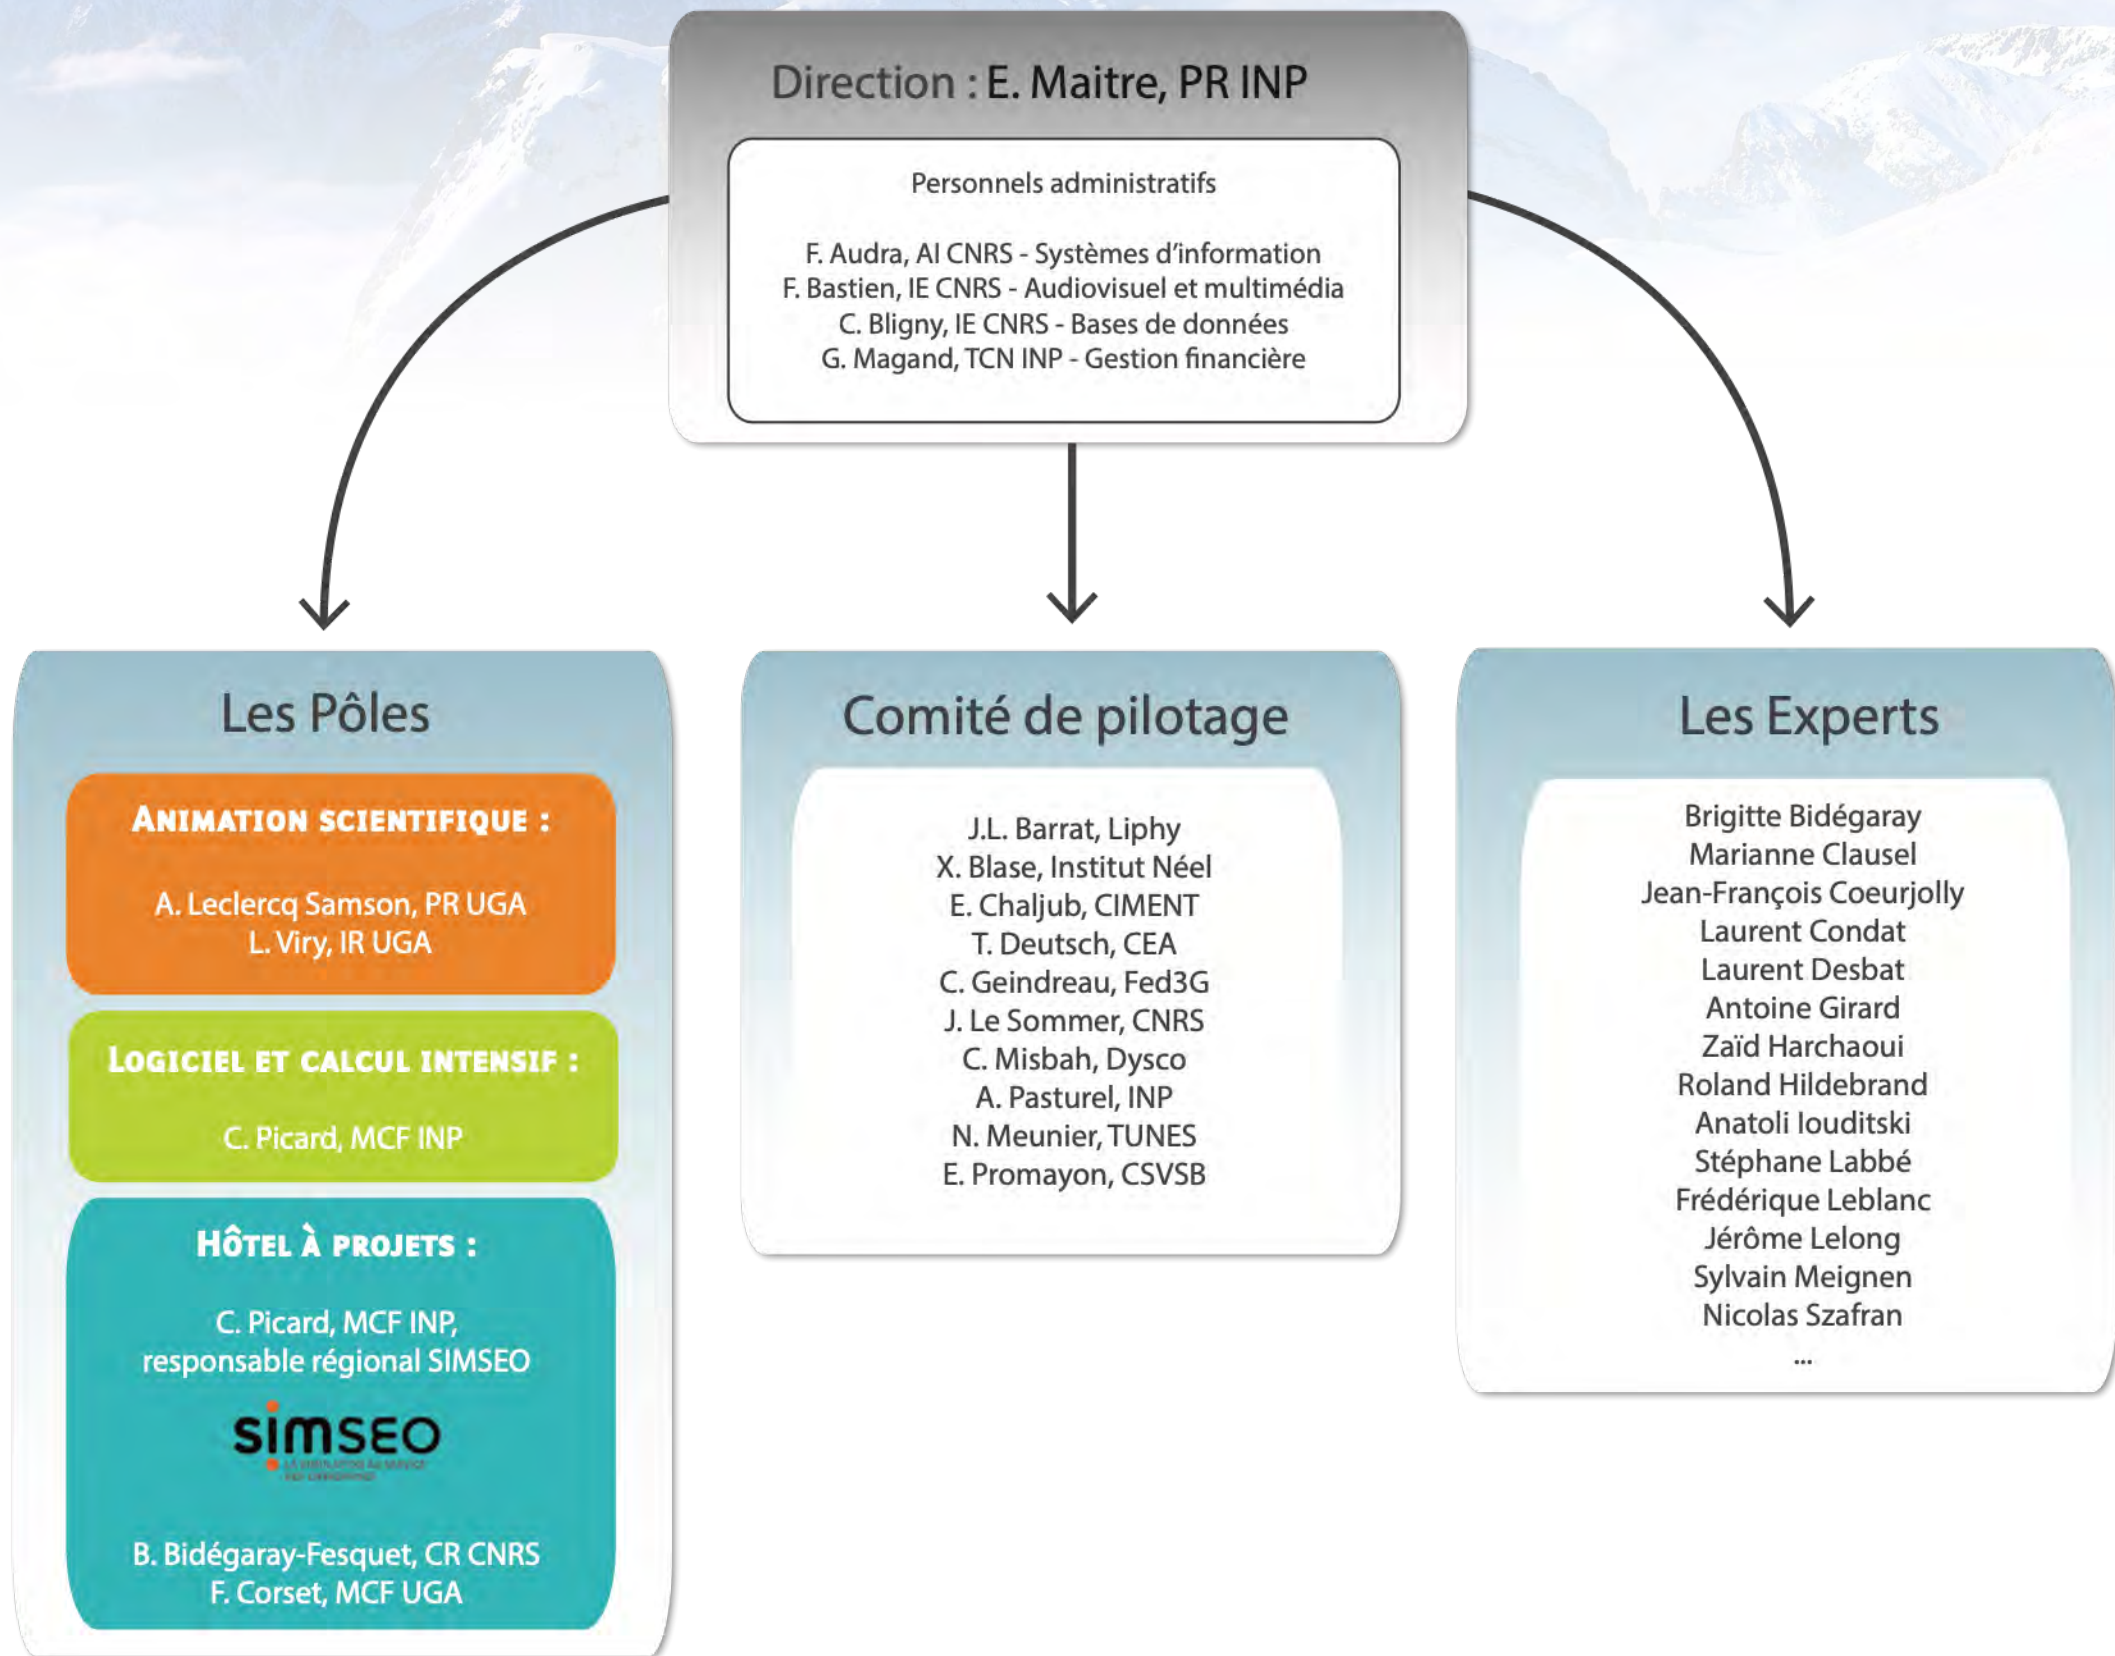 Direction : E. Maitre, PR INP
Personnels administratifs
F. Audra, AI CNRS - Systèmes d'information
F. Bastien, IE CNRS - Audiovisuel et multimédia
C. Bligny, IE CNRS - Bases de données
G. Magand, TCN INP - Gestion financière
Les Pôles
ANIMATION SCIENTIFIQUE :
A. Leclercq Samson, PR UGA
L. Viry, IR UGA
LOGICIEL ET CALCUL INTENSIF :
C. Picard, MCF INP
HÔTEL À PROJETS :
C. Picard, MCF INP,
responsable régional SIMSEO
simSEO
LA SIMULATION AU SERVICE
DES ENTREPRISES
B. Bidégaray-Fesquet, CR CNRS
F. Corset, MCF UGA
Comité de pilotage
J.L. Barrat, Liphy
X. Blase, Institut Néel
E. Chaljub, CIMENT
T. Deutsch, CEA
C. Geindreau, Fed3G
J. Le Sommer, CNRS
C. Misbah, Dysco
A. Pasturel, INP
N. Meunier, TUNES
E. Promayon, CSVSB
Les Experts
Brigitte Bidégaray
Marianne Clausel
Jean-François Coeurjolly
Laurent Condat
Laurent Desbat
Antoine Girard
Zaïd Harchaoui
Roland Hildebrand
Anatoli Iouditski
Stéphane Labbé
Frédérique Leblanc
Jérôme Lelong
Sylvain Meignen
Nicolas Szafran
...